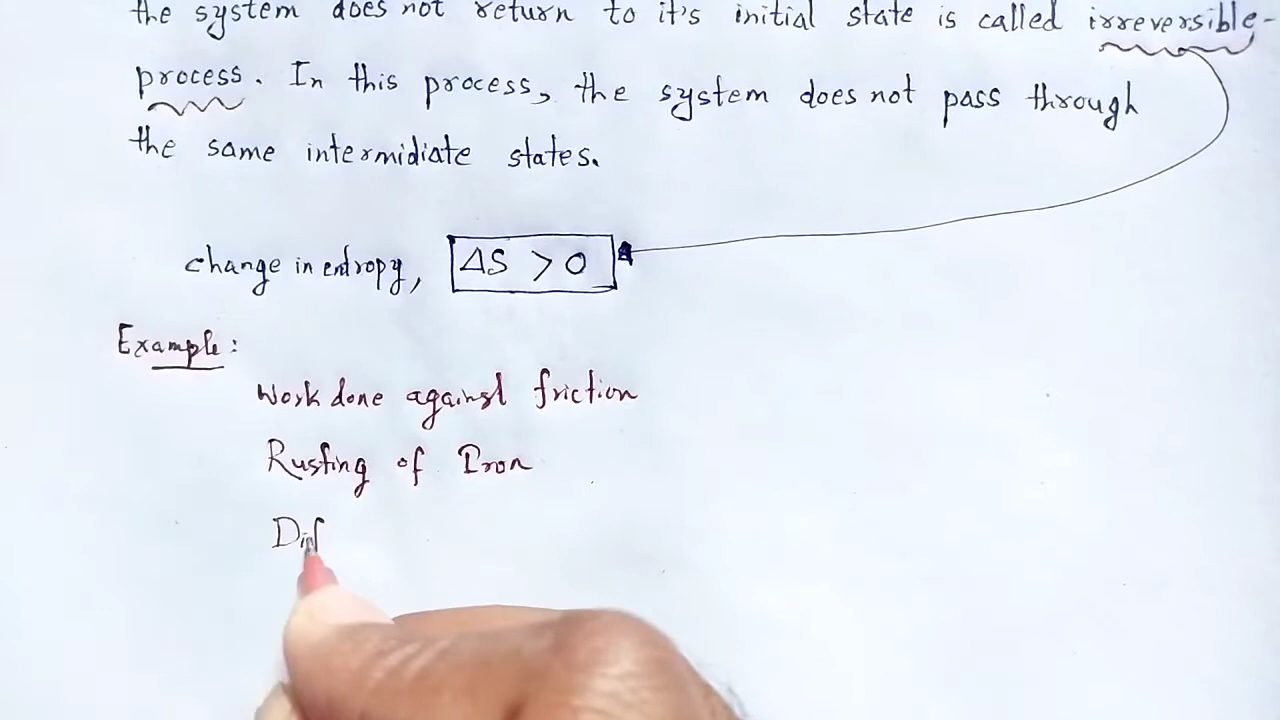 the system does not return to it's initial state is called irreversible-
process. In this process, the system does not pass through
the same intermidiate states.
change in entropy, ΔS > 0
Example:
Work done against friction
Rusting of Iron
Dif